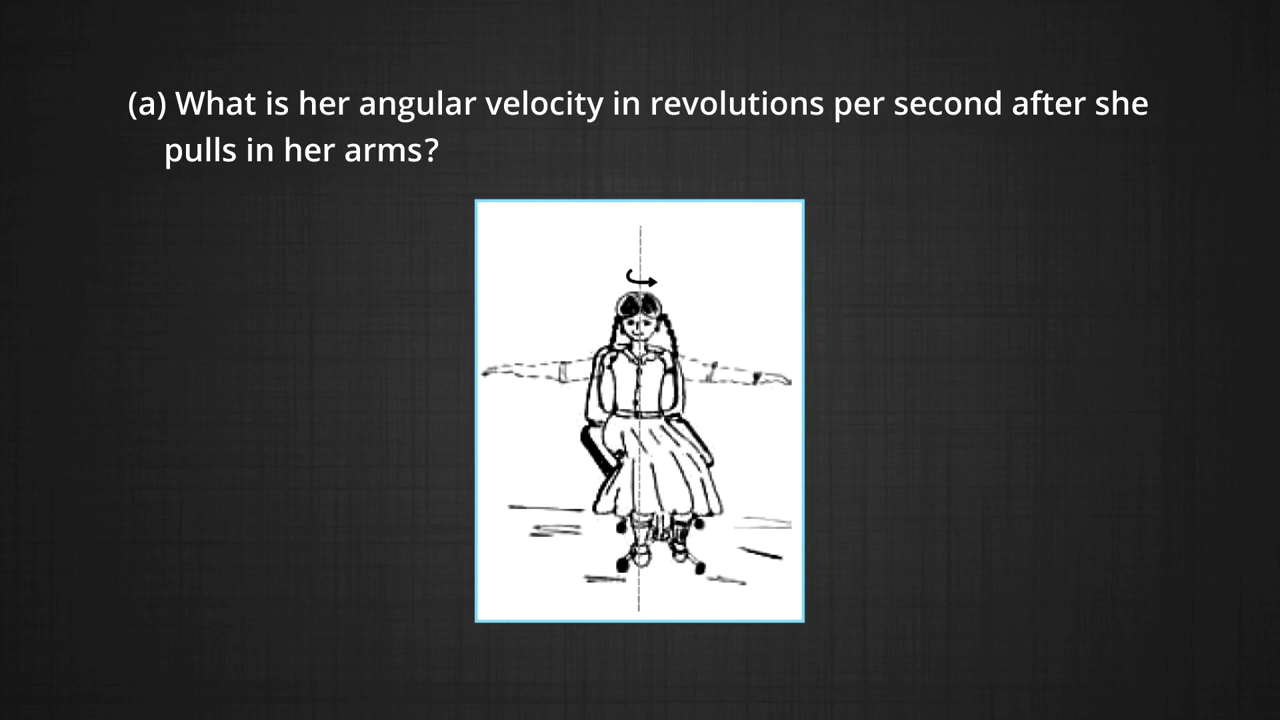 (a) What is her angular velocity in revolutions per second after she
pulls in her arms?